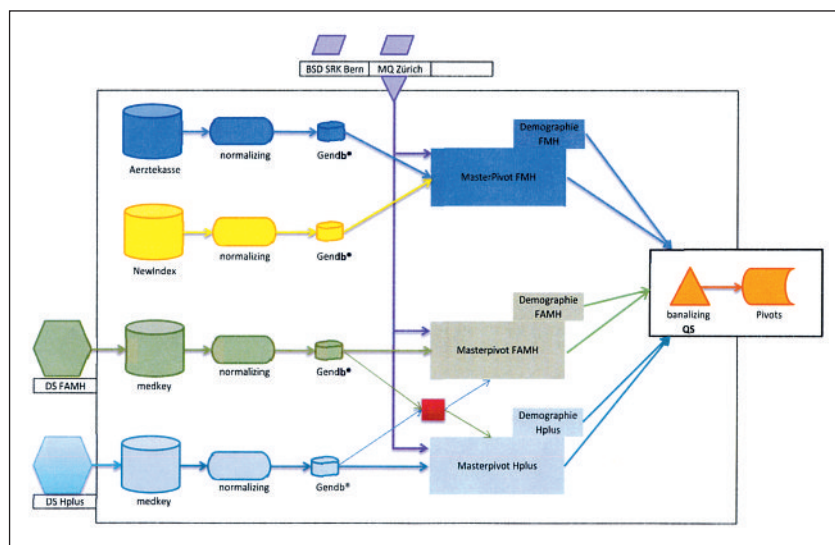 BSD SRK Bern
MQ Zürich
Aerztekasse
normalizing
Gendb®
Demographie
FMH
MasterPivot FMH
NewIndex
normalizing
Gendb®
banalizing
QS
Pivots
DS FAMH
medkey
normalizing
Gendb®
Demographie
FAMH
Masterpivot FAMH
DS Hplus
medkey
normalizing
Gendb®
Demographie
Hplus
Masterpivot Hplus